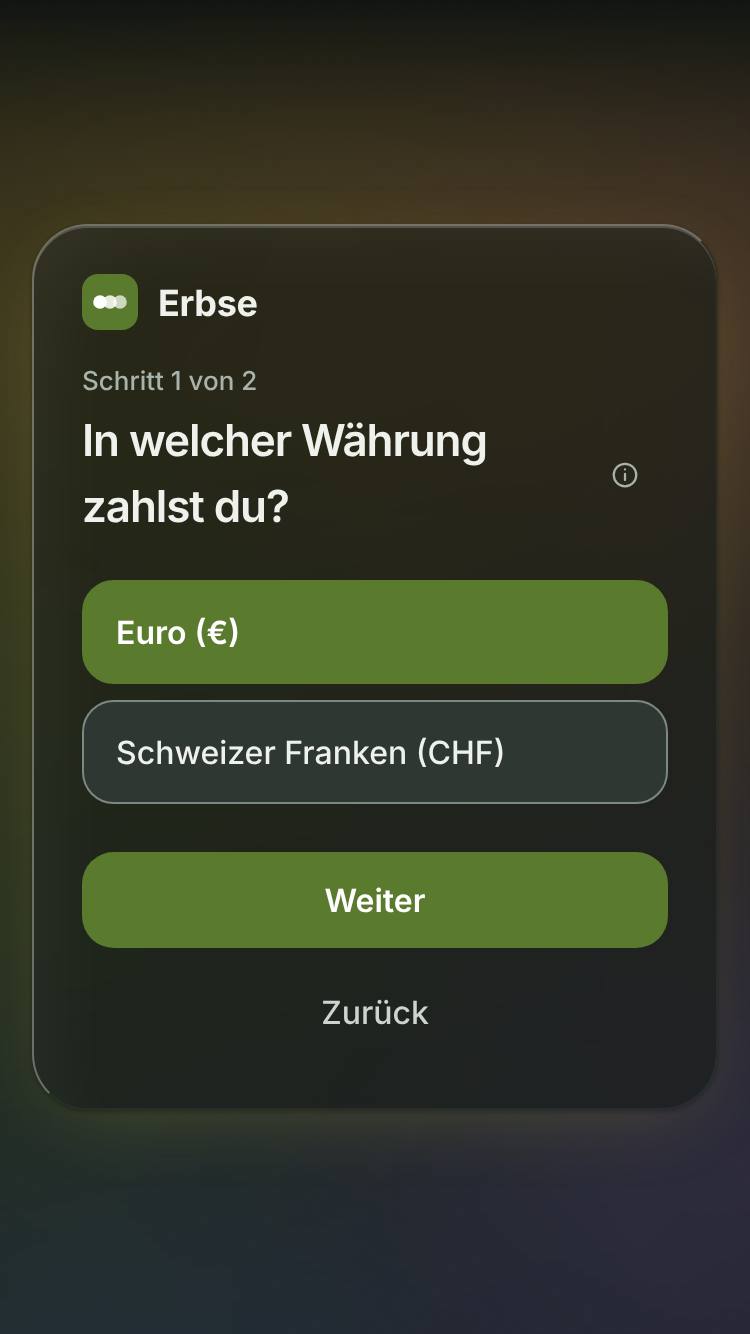 Erbse
Schritt 1 von 2
In welcher Währung
zahlst du?
Euro (€)
Schweizer Franken (CHF)
Weiter
Zurück